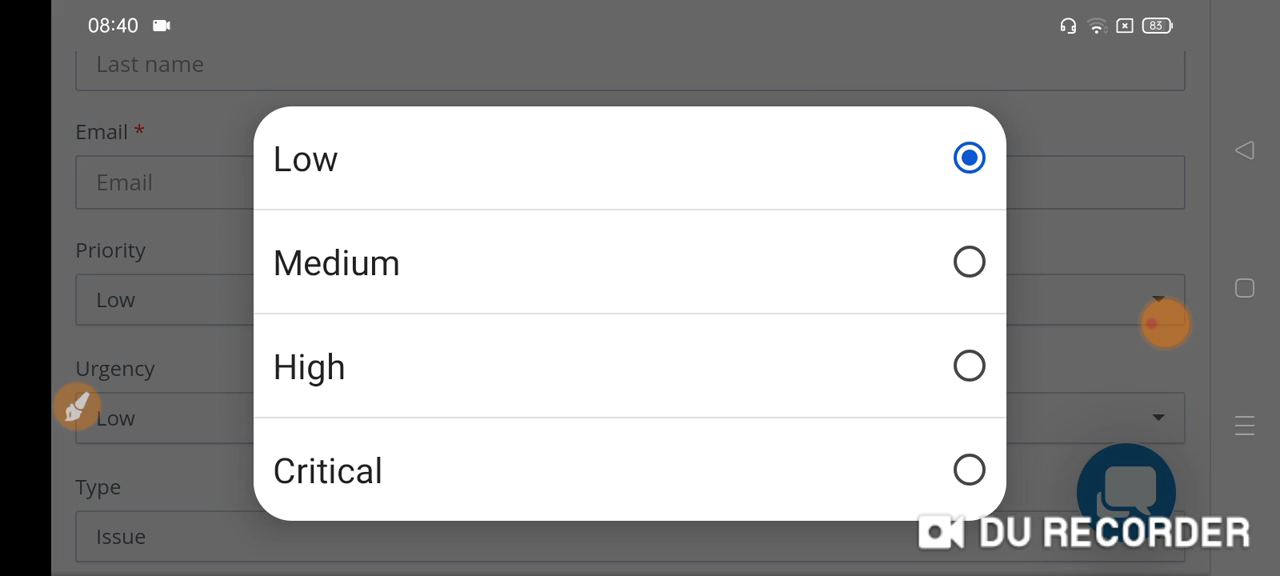 08:40
83
Last name
Email *
Email
Low
Medium
High
Critical
Priority
Low
Urgency
Low
Type
Issue
DU RECORDER